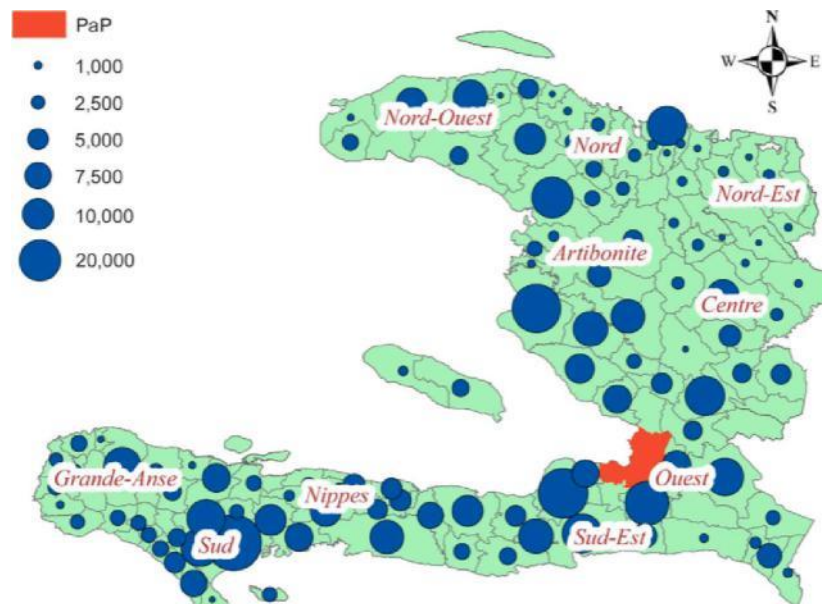 PaP
1,000
2,500
5,000
7,500
10,000
20,000
N
W E
S
Nord-Ouest
Nord
Nord-Est
Artibonite
Centre
Grande-Anse
Nippes
Ouest
Sud
Sud-Est